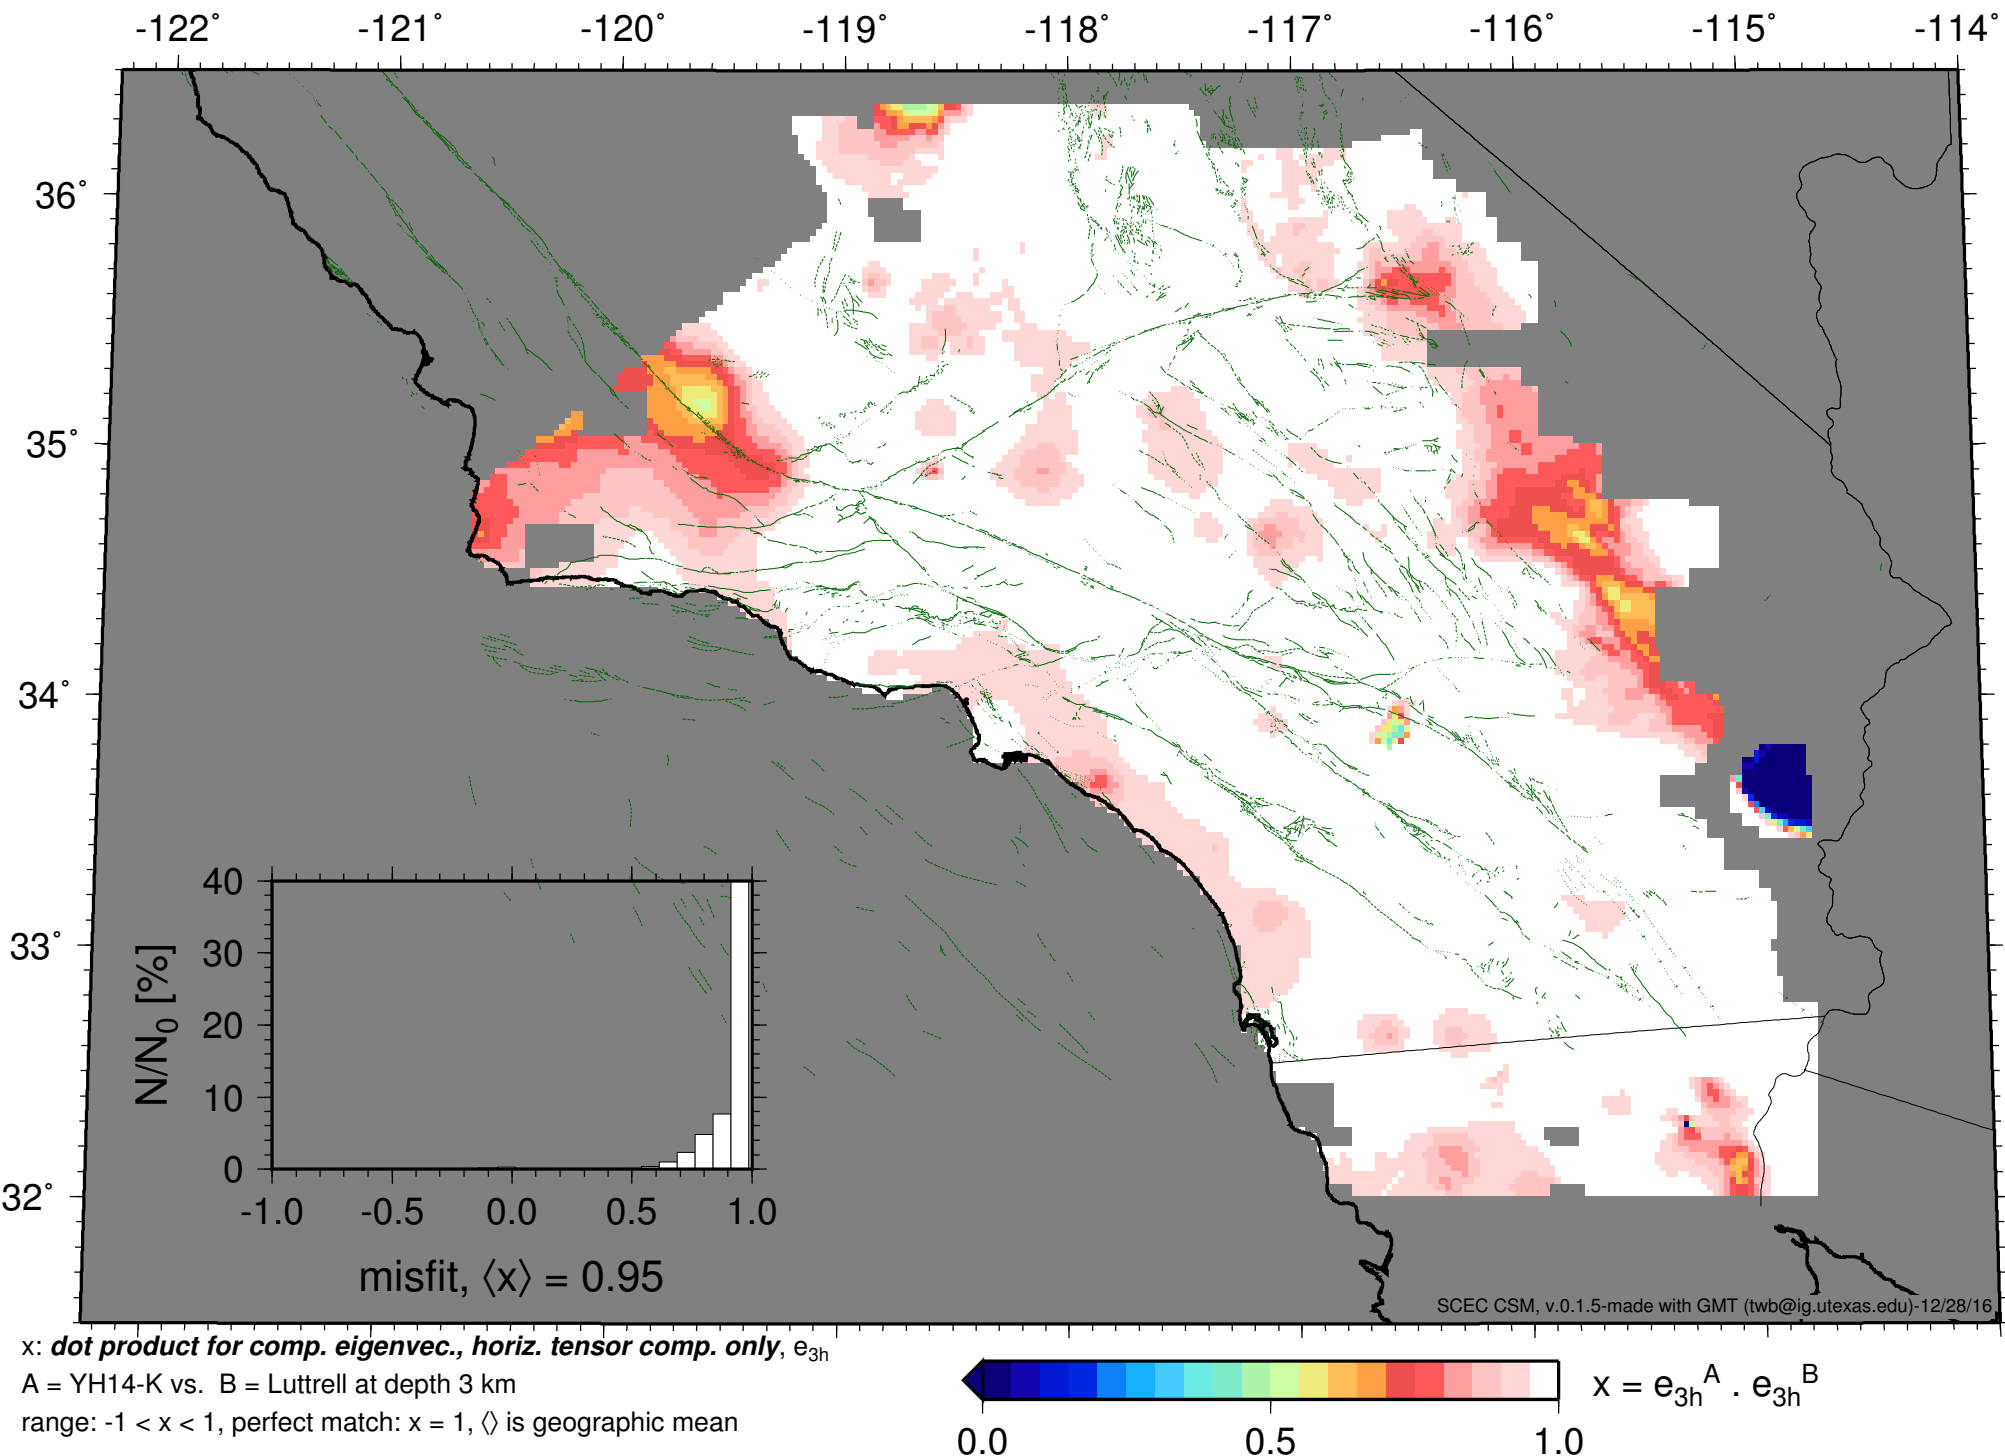 -122˚ -121˚ -120˚ -119˚ -118˚ -117˚ -116˚ -115˚ -114˚
36˚
35˚
34˚
33˚
32˚
40
30
20
10
0
N/N0 [%]
-1.0 -0.5 0.0 0.5 1.0
misfit, ⟨x⟩ = 0.95
SCEC CSM, v.0.1.5-made with GMT (twb@ig.utexas.edu)-12/28/16
x: dot product for comp. eigenvec., horiz. tensor comp. only, e3h
A = YH14-K vs. B = Luttrell at depth 3 km
range: -1 < x < 1, perfect match: x = 1, ⟨⟩ is geographic mean
x = e3hA . e3hB
0.0 0.5 1.0